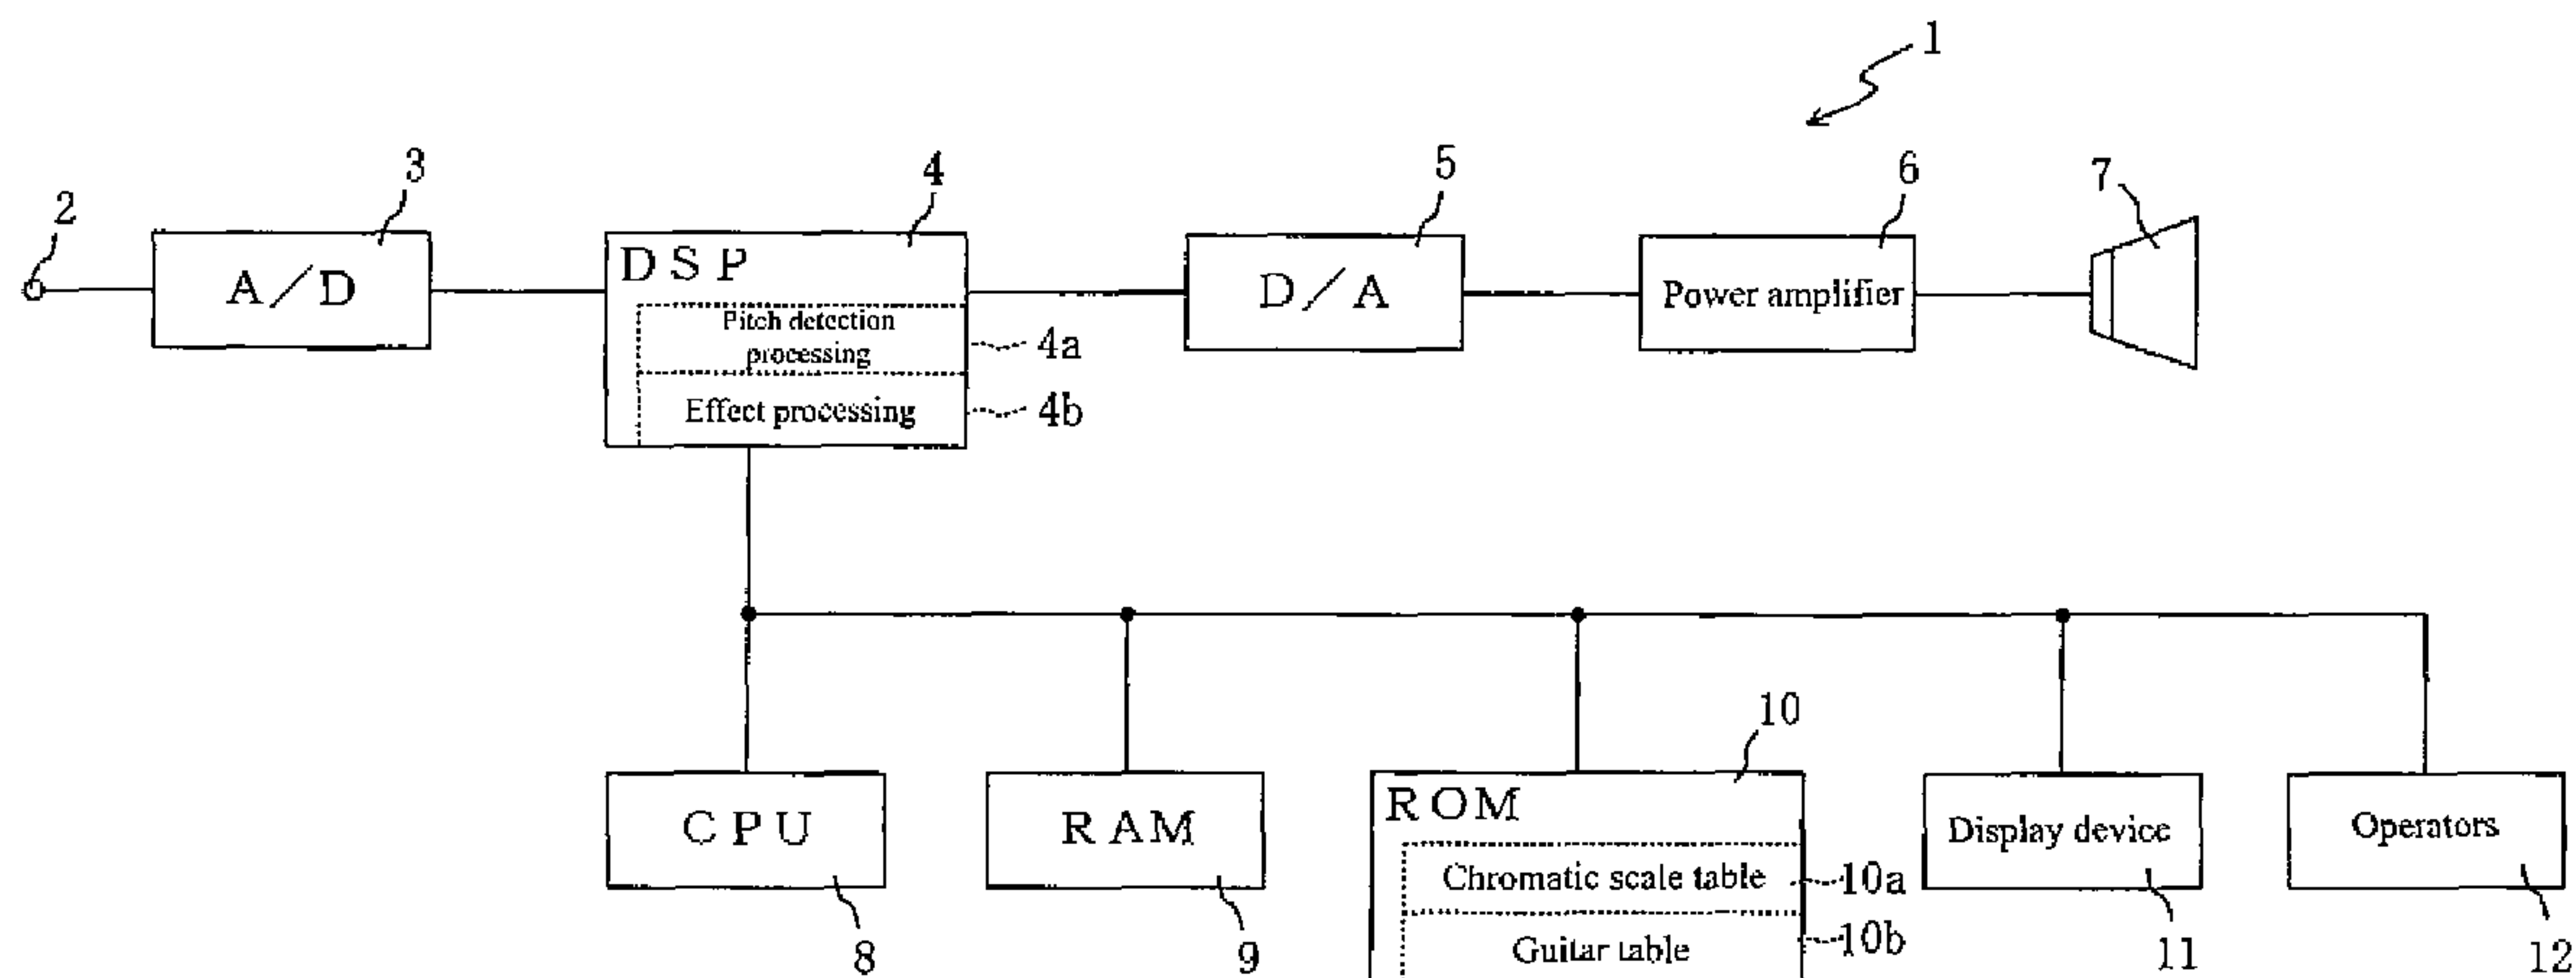 1
2
3
4
5
6
7
A／D
DSP
Pitch detection
processing
4a
Effect processing
4b
D／A
Power amplifier
10
CPU
RAM
ROM
Chromatic scale table
10a
Guitar table
10b
Display device
Operators
8
9
11
12